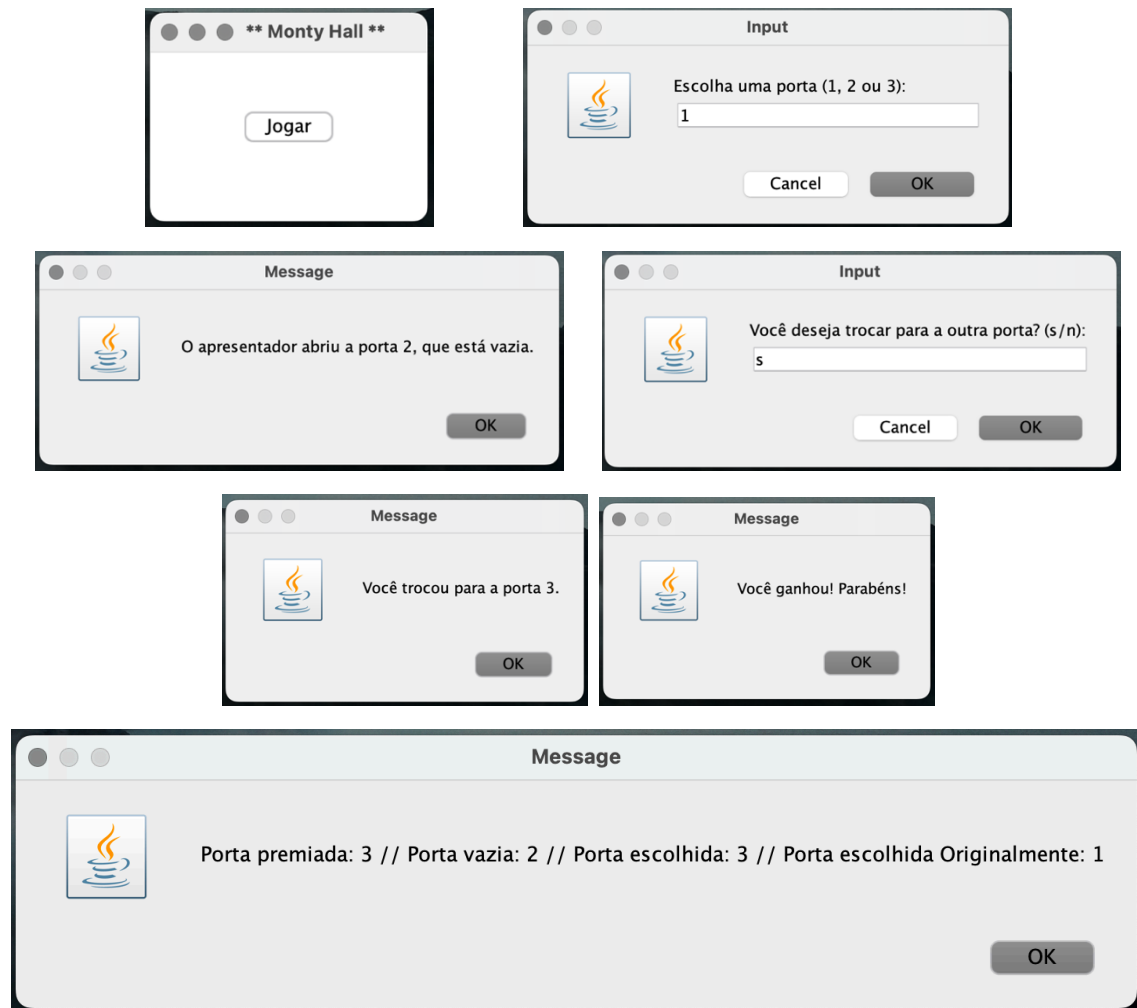 ** Monty Hall **
Jogar
Input
Escolha uma porta (1, 2 ou 3):
1
Cancel
OK
Message
O apresentador abriu a porta 2, que está vazia.
OK
Input
Você deseja trocar para a outra porta? (s/n):
s
Cancel
OK
Message
Você trocou para a porta 3.
OK
Message
Você ganhou! Parabéns!
OK
Message
Porta premiada: 3 // Porta vazia: 2 // Porta escolhida: 3 // Porta escolhida Originalmente: 1
OK